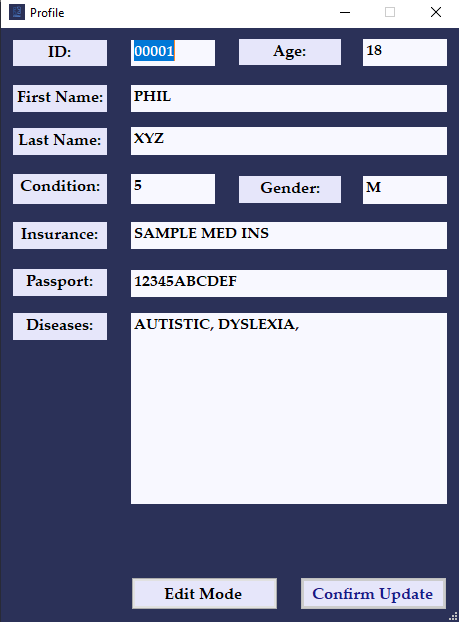 Profile
ID: 00001 Age: 18
First Name: PHIL
Last Name: XYZ
Condition: 5 Gender: M
Insurance: SAMPLE MED INS
Passport: 12345ABCDEF
Diseases: AUTISTIC, DYSLEXIA,
Edit Mode Confirm Update